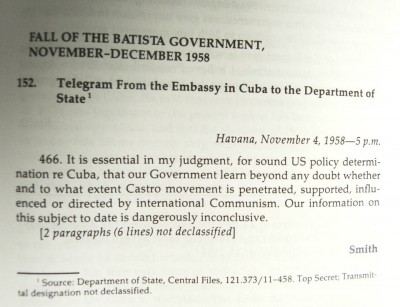 FALL OF THE BATISTA GOVERNMENT,
NOVEMBER–DECEMBER 1958
152. Telegram From the Embassy in Cuba to the Department of
State¹
Havana, November 4, 1958—5 p.m.
466. It is essential in my judgment, for sound US policy determi-
nation re Cuba, that our Government learn beyond any doubt whether
and to what extent Castro movement is penetrated, supported, influ-
enced or directed by international Communism. Our information on
this subject to date is dangerously inconclusive.
[2 paragraphs (6 lines) not declassified]
Smith
¹ Source: Department of State, Central Files, 121.373/11–458. Top Secret: Transmit-
tal designation not declassified.